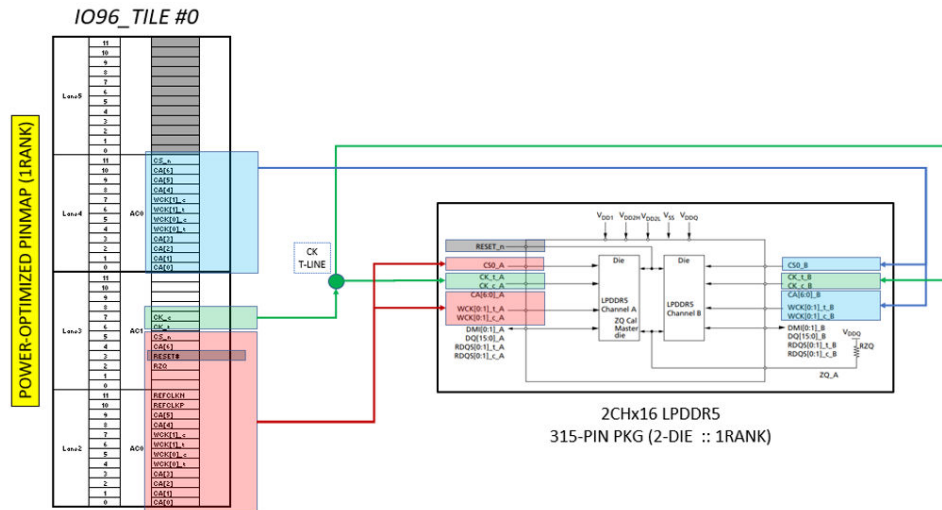 IO96_TILE #0
POWER-OPTIMIZED PINMAP (1RANK)
Lane5
11
10
9
8
7
6
5
4
3
2
1
0
Lane4
AC0
11 CS_n
10 CA[6]
9 CA[5]
8 CA[4]
7 WCK[1]_c
6 WCK[1]_t
5 WCK[0]_c
4 WCK[0]_t
3 CA[3]
2 CA[2]
1 CA[1]
0 CA[0]
Lane3
AC1
11
10
9
8
7 CK_c
6 CK_t
5 CS_n
4 CA[6]
3 RESET#
2 RZQ
1
0
Lane2
AC0
11 REFCLKN
10 REFCLKP
9 CA[5]
8 CA[4]
7 WCK[1]_c
6 WCK[1]_t
5 WCK[0]_c
4 WCK[0]_t
3 CA[3]
2 CA[2]
1 CA[1]
0 CA[0]
CK
T-LINE
VDD1 VDD2H VDD2L VSS VDDQ
RESET_n
CS0_A
CK_t_A
CK_c_A
CA[6:0]_A
WCK[0:1]_t_A
WCK[0:1]_c_A
DMI[0:1]_A
DQ[15:0]_A
RDQS[0:1]_t_A
RDQS[0:1]_c_A
Die
LPDDR5
Channel A
ZQ Cal
Master
die
Die
LPDDR5
Channel B
CS0_B
CK_t_B
CK_c_B
CA[6:0]_B
WCK[0:1]_t_B
WCK[0:1]_c_B
DMI[0:1]_B
DQ[15:0]_B
RDQS[0:1]_t_B
RDQS[0:1]_c_B
VDDQ
RZQ
ZQ_A
2CHx16 LPDDR5
315-PIN PKG (2-DIE :: 1RANK)